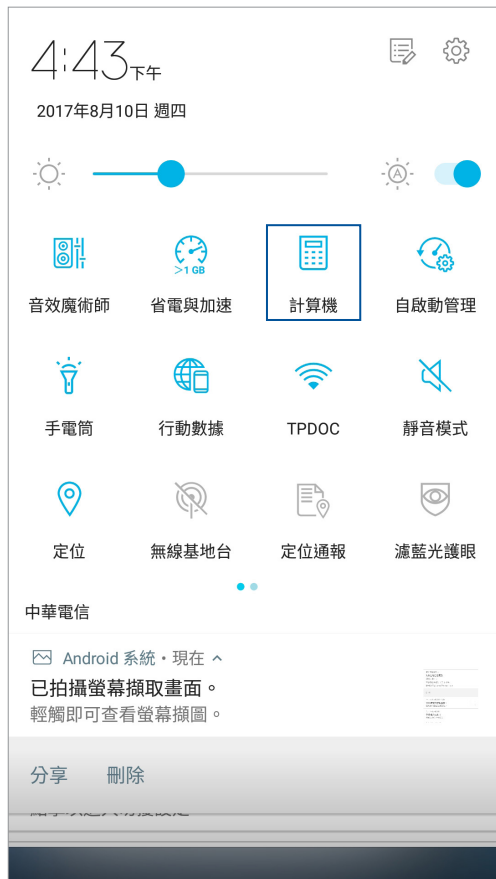 4:43下午
2017年8月10日 週四
A
>1 GB
音效魔術師 省電與加速 計算機 自啟動管理
手電筒 行動數據 TPDOC 靜音模式
定位 無線基地台 定位通報 濾藍光護眼
中華電信
Android 系統・現在
已拍攝螢幕擷取畫面。
輕觸即可查看螢幕擷圖。
分享 刪除